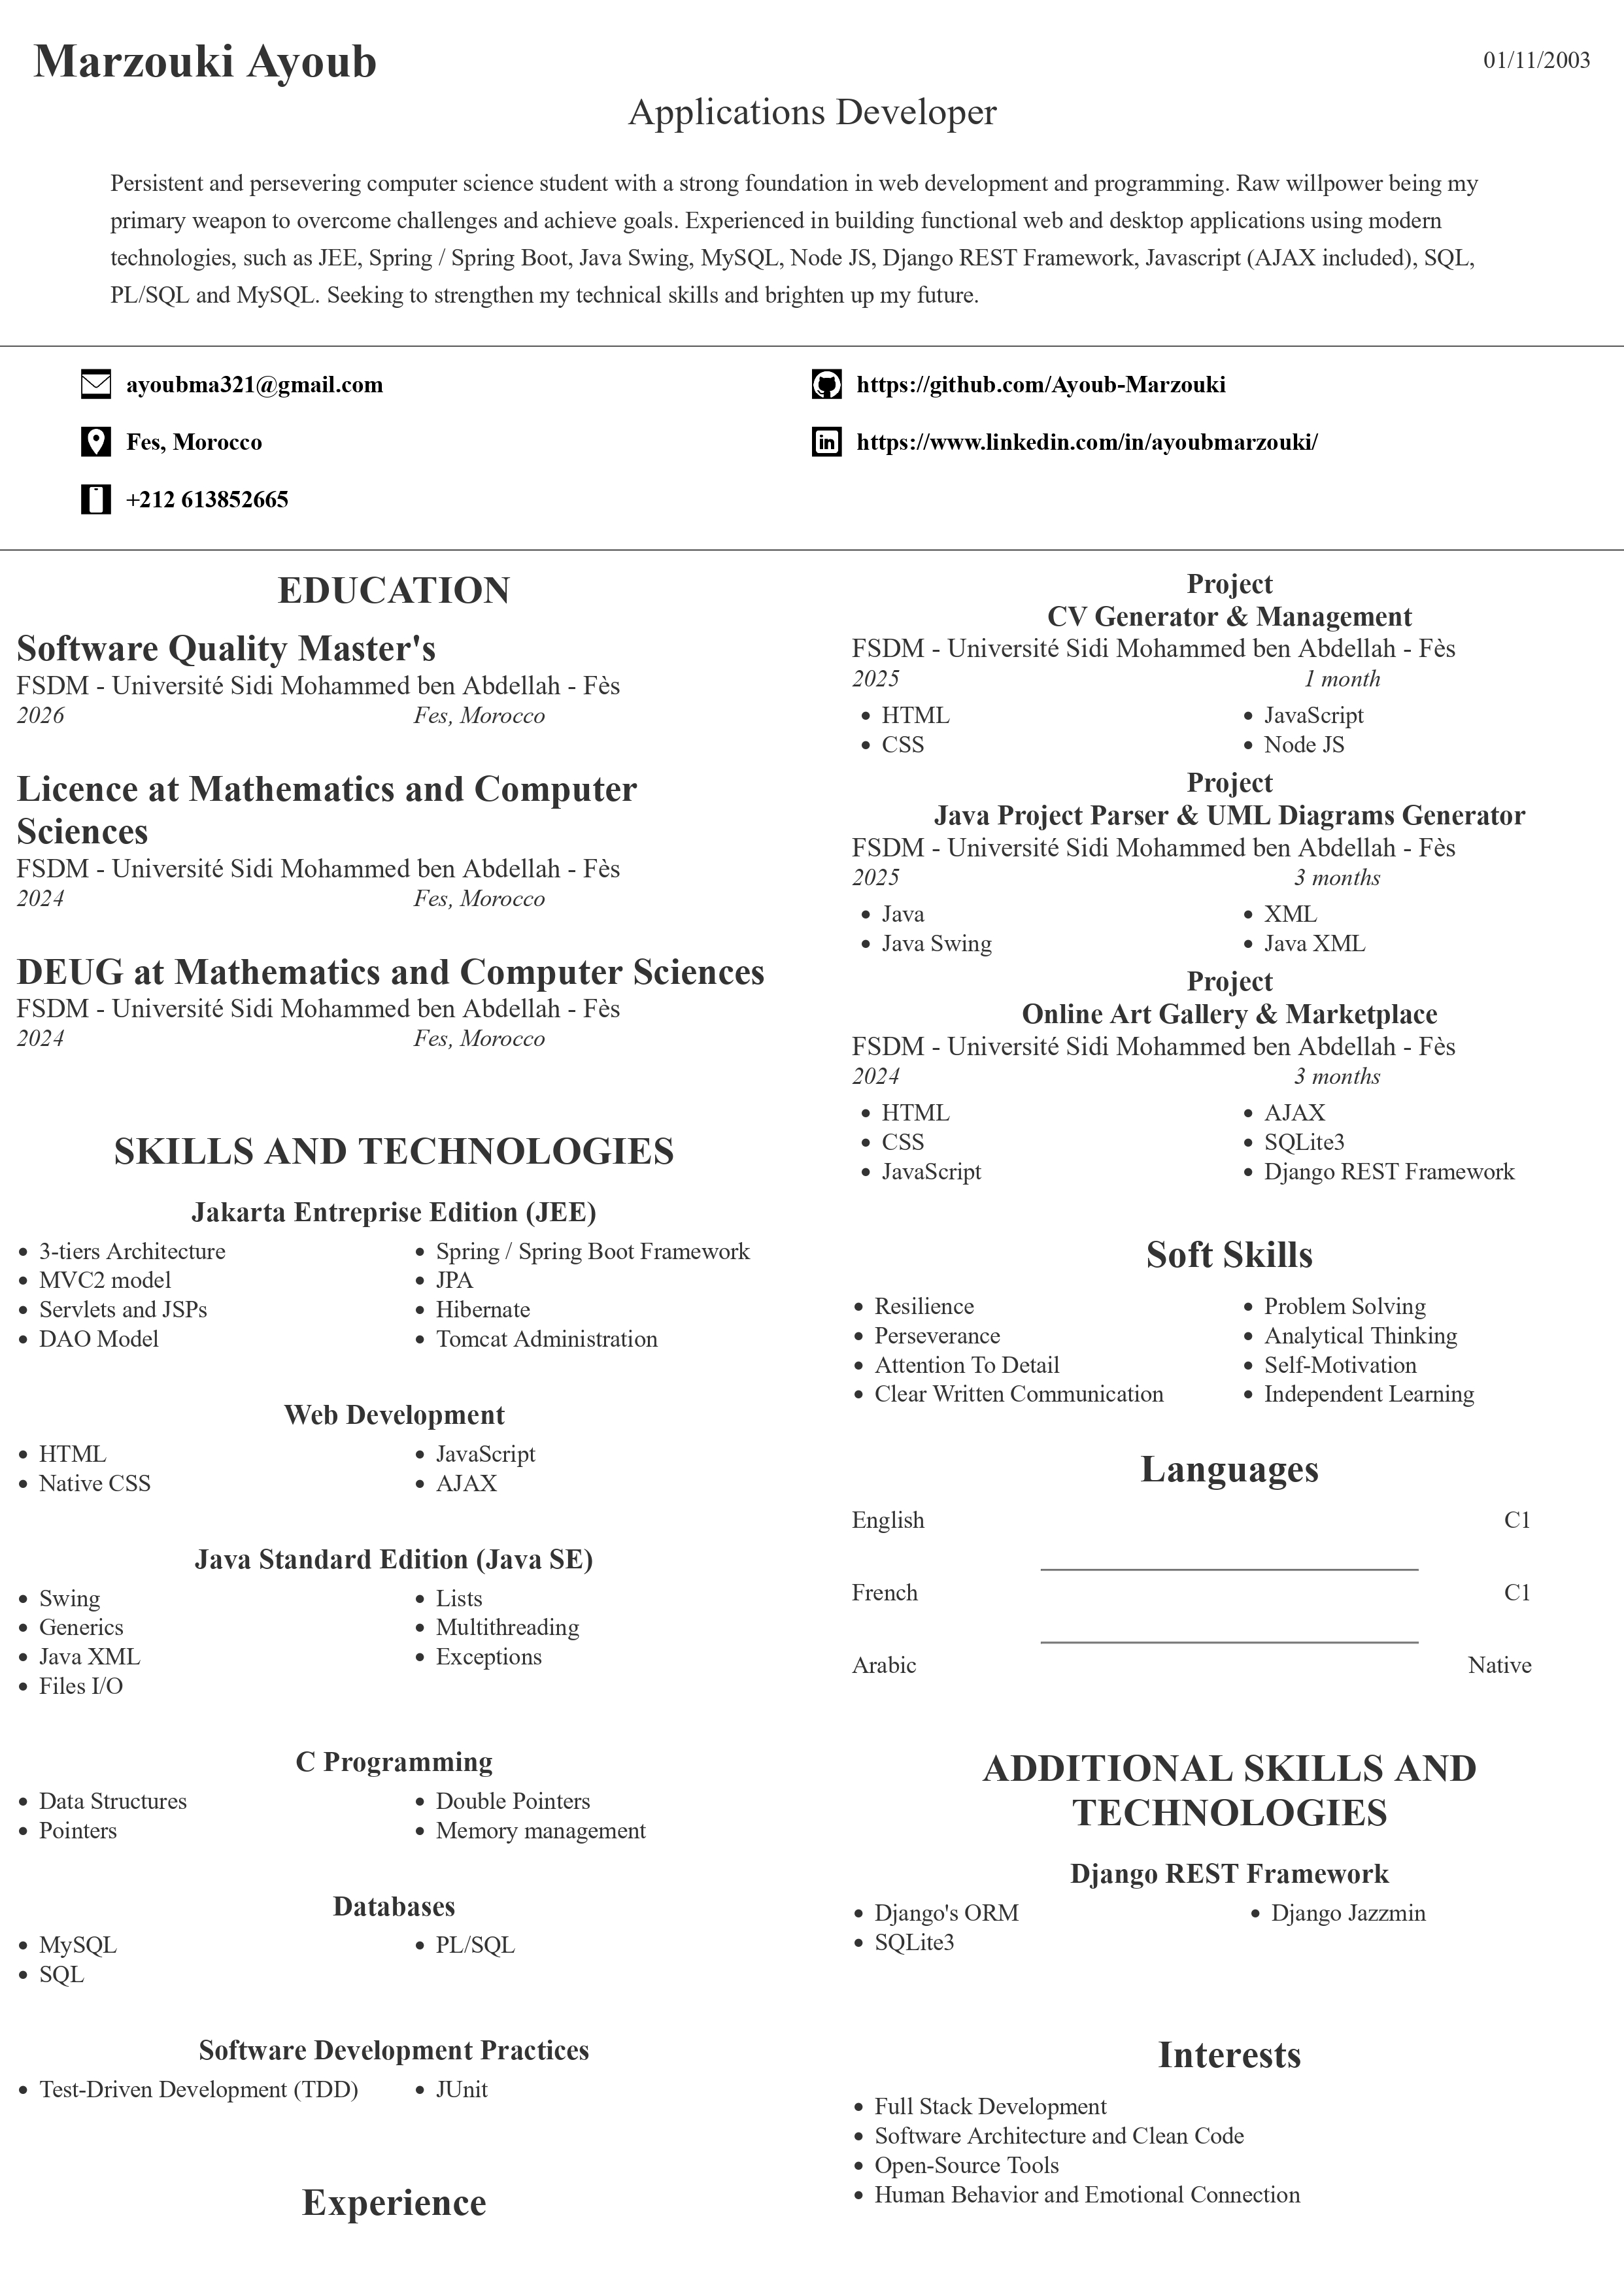 Marzouki Ayoub
01/11/2003
Applications Developer
Persistent and persevering computer science student with a strong foundation in web development and programming. Raw willpower being my
primary weapon to overcome challenges and achieve goals. Experienced in building functional web and desktop applications using modern
technologies, such as JEE, Spring / Spring Boot, Java Swing, MySQL, Node JS, Django REST Framework, Javascript (AJAX included), SQL,
PL/SQL and MySQL. Seeking to strengthen my technical skills and brighten up my future.
ayoubma321@gmail.com
Fes, Morocco
+212 613852665
https://github.com/Ayoub-Marzouki
https://www.linkedin.com/in/ayoubmarzouki/
EDUCATION
Software Quality Master's
FSDM - Université Sidi Mohammed ben Abdellah - Fès
2026 Fes, Morocco
Licence at Mathematics and Computer
Sciences
FSDM - Université Sidi Mohammed ben Abdellah - Fès
2024 Fes, Morocco
DEUG at Mathematics and Computer Sciences
FSDM - Université Sidi Mohammed ben Abdellah - Fès
2024 Fes, Morocco
SKILLS AND TECHNOLOGIES
Jakarta Entreprise Edition (JEE)
• 3-tiers Architecture
• MVC2 model
• Servlets and JSPs
• DAO Model
• Spring / Spring Boot Framework
• JPA
• Hibernate
• Tomcat Administration
Web Development
• HTML
• Native CSS
• JavaScript
• AJAX
Java Standard Edition (Java SE)
• Swing
• Generics
• Java XML
• Files I/O
• Lists
• Multithreading
• Exceptions
C Programming
• Data Structures
• Pointers
• Double Pointers
• Memory management
Databases
• MySQL
• SQL
• PL/SQL
Software Development Practices
• Test-Driven Development (TDD)
• JUnit
Experience
Project
CV Generator & Management
FSDM - Université Sidi Mohammed ben Abdellah - Fès
2025 1 month
• HTML
• CSS
• JavaScript
• Node JS
Project
Java Project Parser & UML Diagrams Generator
FSDM - Université Sidi Mohammed ben Abdellah - Fès
2025 3 months
• Java
• Java Swing
• XML
• Java XML
Project
Online Art Gallery & Marketplace
FSDM - Université Sidi Mohammed ben Abdellah - Fès
2024 3 months
• HTML
• CSS
• JavaScript
• AJAX
• SQLite3
• Django REST Framework
Soft Skills
• Resilience
• Perseverance
• Attention To Detail
• Clear Written Communication
• Problem Solving
• Analytical Thinking
• Self-Motivation
• Independent Learning
Languages
English C1
French C1
Arabic Native
ADDITIONAL SKILLS AND
TECHNOLOGIES
Django REST Framework
• Django's ORM
• SQLite3
• Django Jazzmin
Interests
• Full Stack Development
• Software Architecture and Clean Code
• Open-Source Tools
• Human Behavior and Emotional Connection